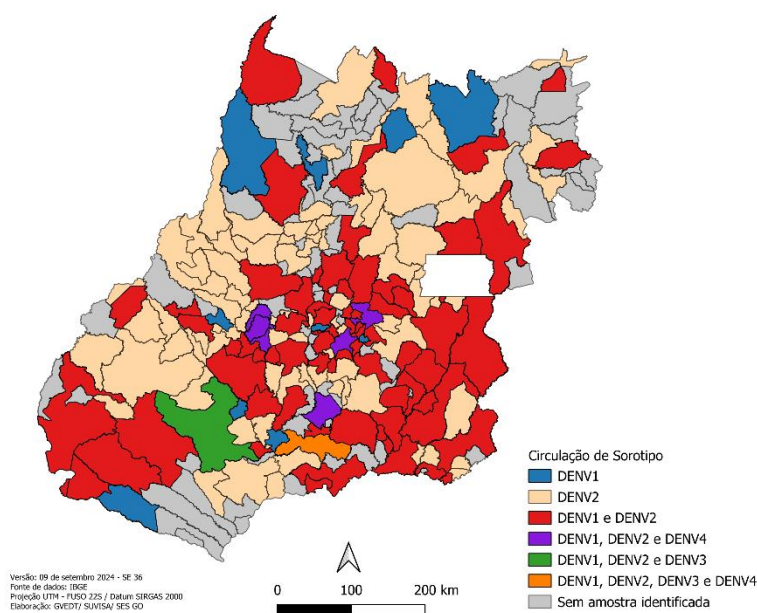 Circulação de Sorotipo
DENV1
DENV2
DENV1 e DENV2
DENV1, DENV2 e DENV4
DENV1, DENV2 e DENV3
DENV1, DENV2, DENV3 e DENV4
Sem amostra identificada
Versão: 09 de setembro 2024 - SE 36
Fonte de dados: IBGE
Projeção UTM - FUSO 22S / Datum SIRGAS 2000
Elaboração: GVEDT/ SUVISA/ SES GO
0 100 200 km